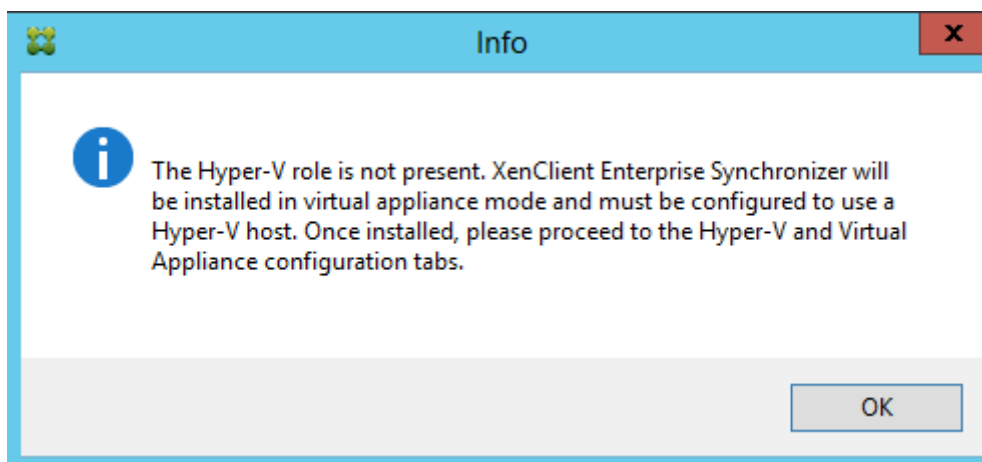 Info
x
The Hyper-V role is not present. XenClient Enterprise Synchronizer will
be installed in virtual appliance mode and must be configured to use a
Hyper-V host. Once installed, please proceed to the Hyper-V and Virtual
Appliance configuration tabs.
OK